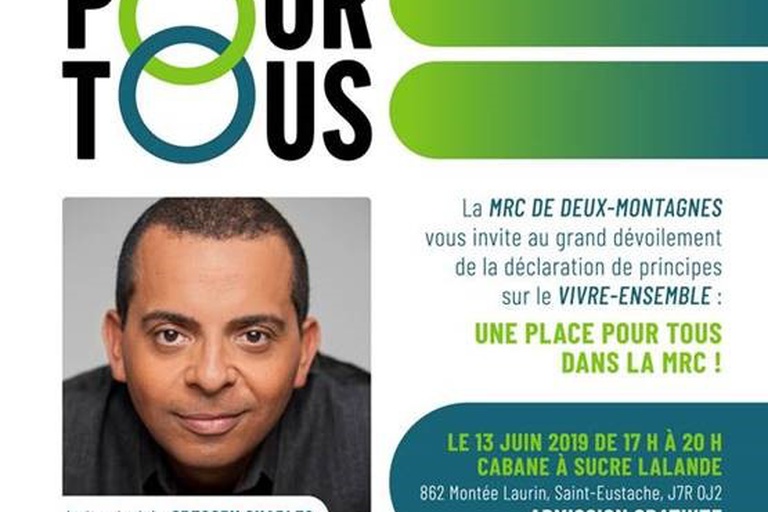 POUR
TOUS
La MRC DE DEUX-MONTAGNES
vous invite au grand dévoilement
de la déclaration de principes
sur le VIVRE-ENSEMBLE :
UNE PLACE POUR TOUS
DANS LA MRC !
LE 13 JUIN 2019 DE 17 H À 20 H
CABANE À SUCRE LALANDE
862 Montée Laurin, Saint-Eustache, J7R 0J2
ADMISSION GRATUITE